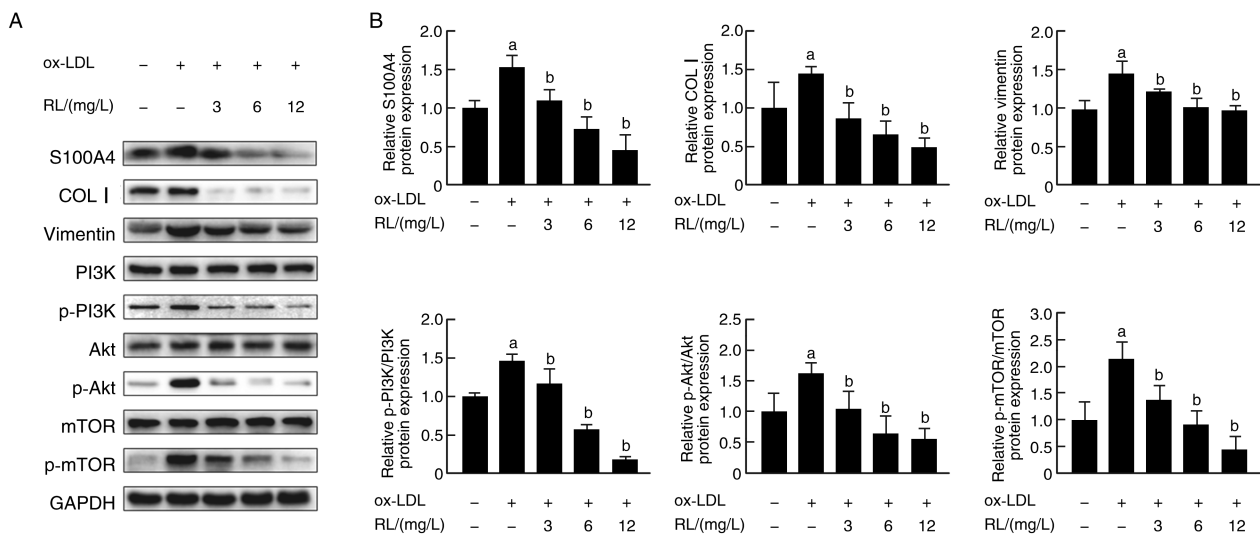 A
ox-LDL – + + + +
RL/(mg/L) – – 3 6 12
S100A4
COL I
Vimentin
PI3K
p-PI3K
Akt
p-Akt
mTOR
p-mTOR
GAPDH
B
Relative S100A4
protein expression
2.0
1.5
1.0
0.5
0
a
b
b
b
ox-LDL – + + + +
RL/(mg/L) – – 3 6 12
Relative COL I
protein expression
2.0
1.5
1.0
0.5
0
a
b
b
b
ox-LDL – + + + +
RL/(mg/L) – – 3 6 12
Relative vimentin
protein expression
2.0
1.5
1.0
0.5
0
a
b
b
b
ox-LDL – + + + +
RL/(mg/L) – – 3 6 12
Relative p-PI3K/PI3K
protein expression
2.0
1.5
1.0
0.5
0
a
b
b
b
ox-LDL – + + + +
RL/(mg/L) – – 3 6 12
Relative p-Akt/Akt
protein expression
2.5
2.0
1.5
1.0
0.5
0
a
b
b
b
ox-LDL – + + + +
RL/(mg/L) – – 3 6 12
Relative p-mTOR/mTOR
protein expression
3.0
2.5
2.0
1.5
1.0
0.5
0
a
b
b
b
ox-LDL – + + + +
RL/(mg/L) – – 3 6 12